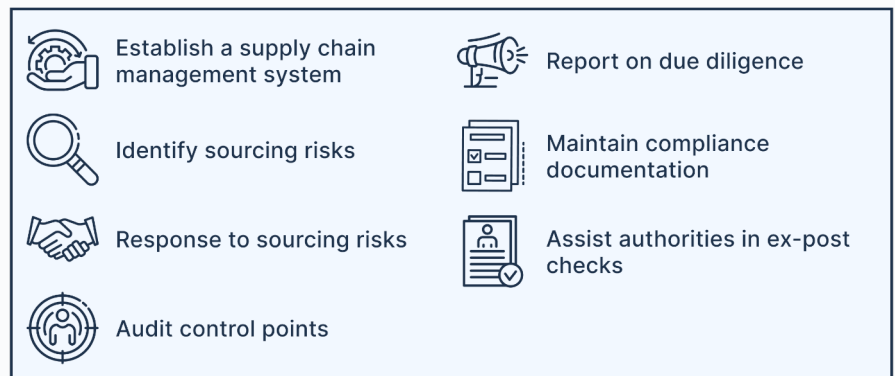 Establish a supply chain
management system
Identify sourcing risks
Response to sourcing risks
Audit control points
Report on due diligence
Maintain compliance
documentation
Assist authorities in ex-post
checks